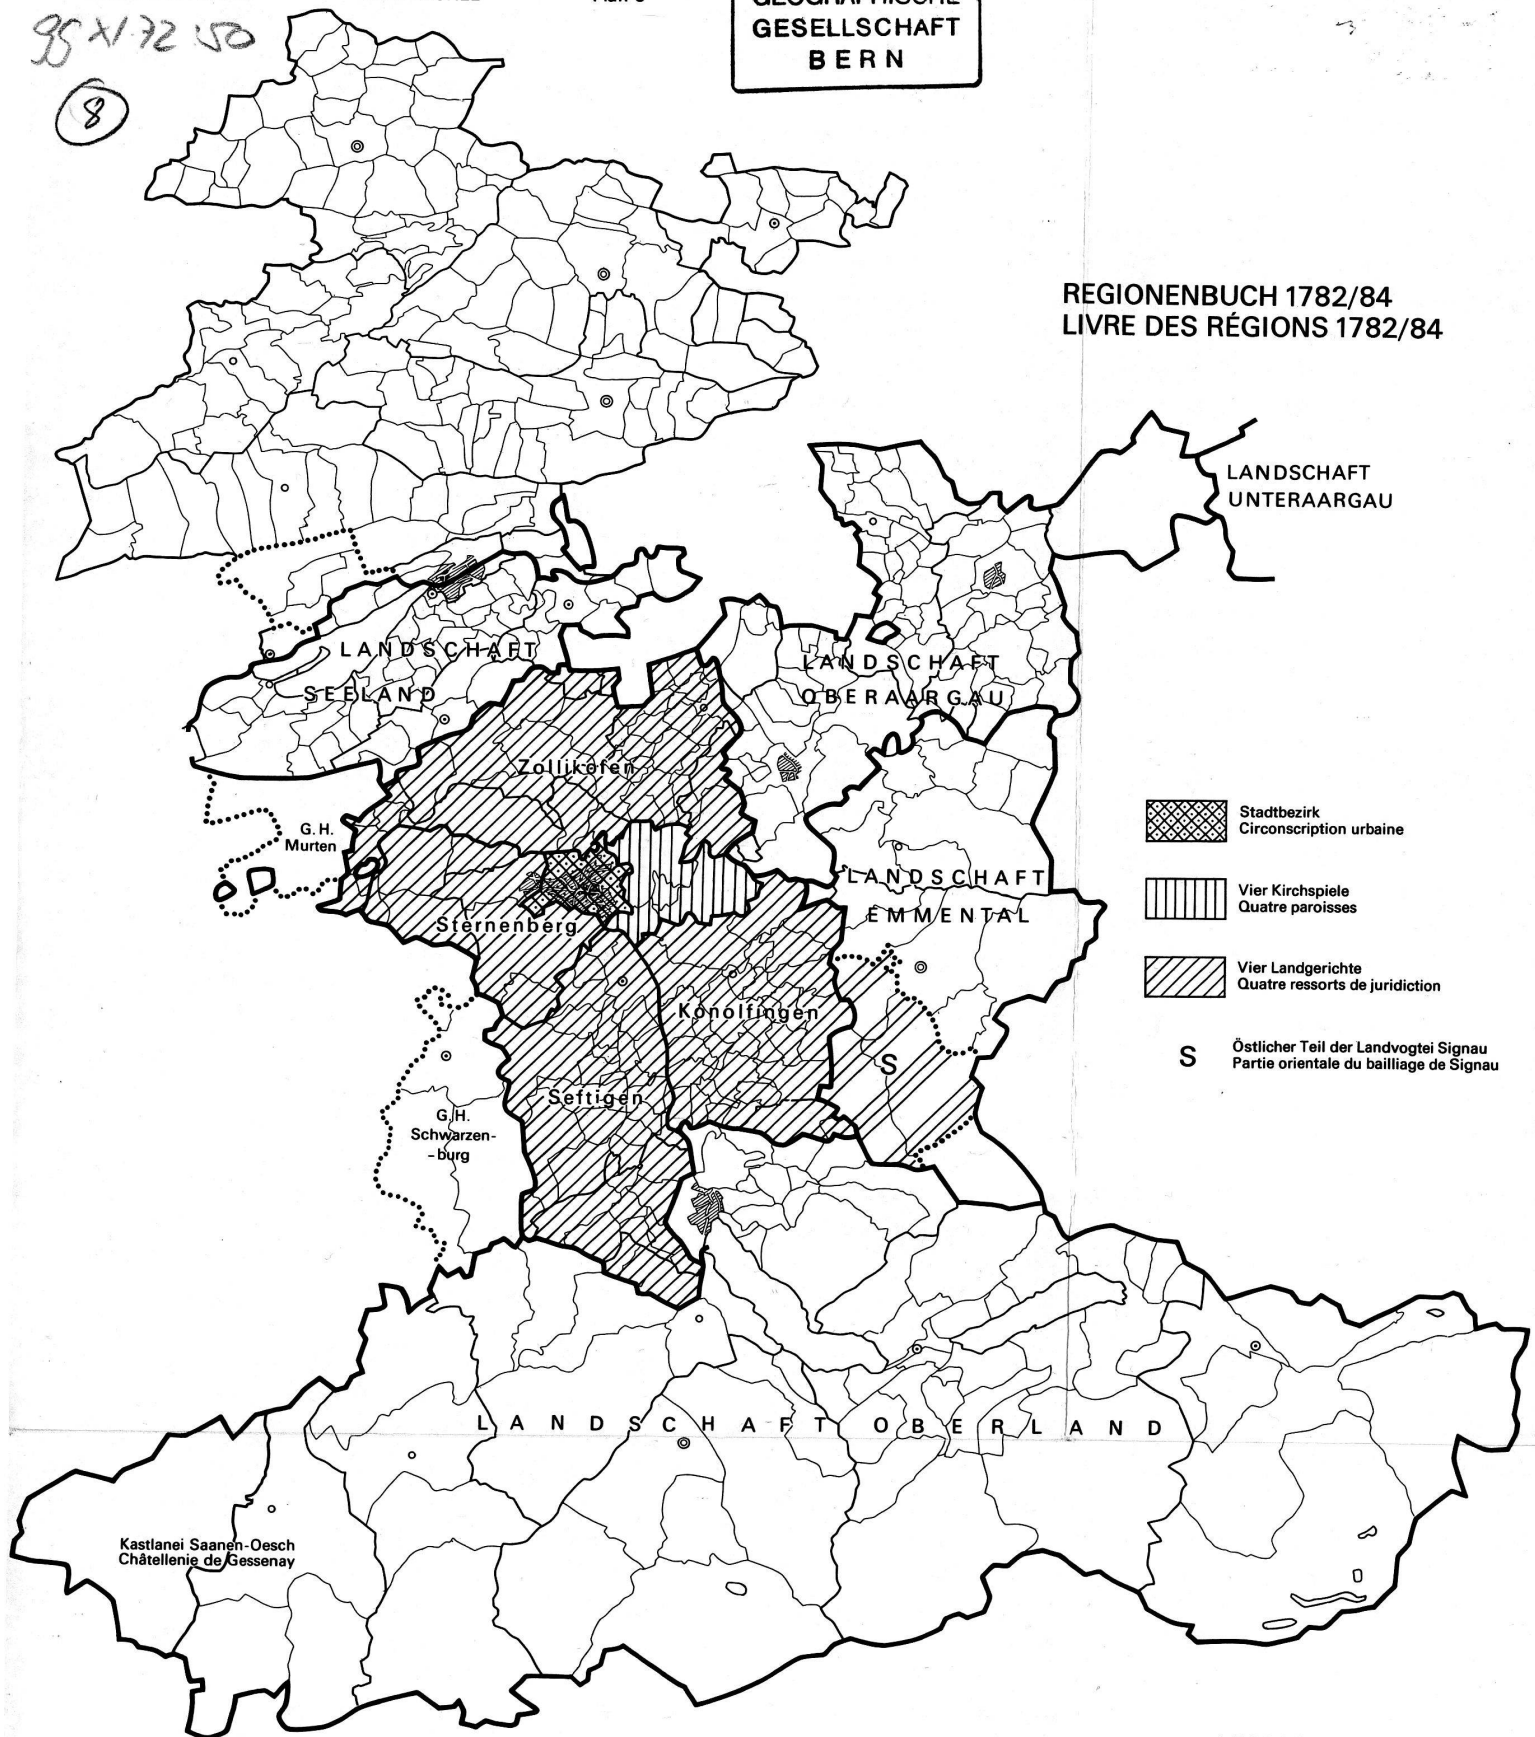 GEOGRAPHISCHE
GESELLSCHAFT
BERN
8
REGIONENBUCH 1782/84
LIVRE DES RÉGIONS 1782/84
LANDSCHAFT
UNTERAARGAU
LANDSCHAFT
SEELAND
LANDSCHAFT
OBERAARGAU
Zollikofen
G.H.
Murten
Stadtbezirk
Circonscription urbaine
LANDSCHAFT
EMMENTAL
Vier Kirchspiele
Quatre paroisses
Sternenberg
Vier Landgerichte
Quatre ressorts de juridiction
Konolfingen
S
S Östlicher Teil der Landvogtei Signau
Partie orientale du bailliage de Signau
Seftigen
G.H.
Schwarzen-
-burg
LANDSCHAFT OBERLAND
Kastlanei Saanen-Oesch
Châtellenie de Gessenay